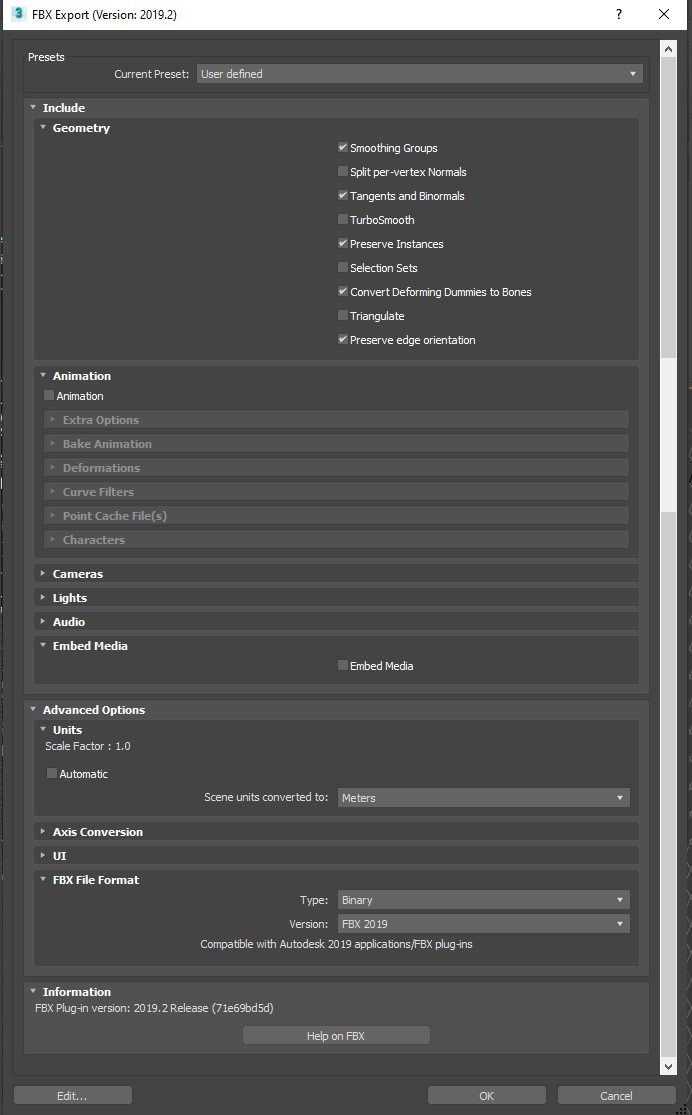 FBX Export (Version: 2019.2)
Presets
Current Preset: User defined
Include
Geometry
Smoothing Groups
Split per-vertex Normals
Tangents and Binormals
TurboSmooth
Preserve Instances
Selection Sets
Convert Deforming Dummies to Bones
Triangulate
Preserve edge orientation
Animation
Animation
Extra Options
Bake Animation
Deformations
Curve Filters
Point Cache File(s)
Characters
Cameras
Lights
Audio
Embed Media
Embed Media
Advanced Options
Units
Scale Factor : 1.0
Automatic
Scene units converted to: Meters
Axis Conversion
UI
FBX File Format
Type: Binary
Version: FBX 2019
Compatible with Autodesk 2019 applications/FBX plug-ins
Information
FBX Plug-in version: 2019.2 Release (71e69bd5d)
Help on FBX
Edit... OK Cancel